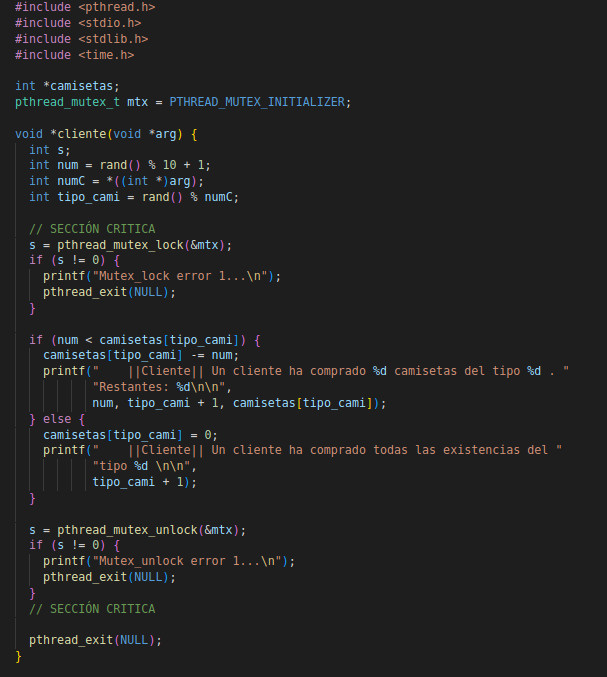 #include <pthread.h>
#include <stdio.h>
#include <stdlib.h>
#include <time.h>

int *camisetas;
pthread_mutex_t mtx = PTHREAD_MUTEX_INITIALIZER;

void *cliente(void *arg) {
  int s;
  int num = rand() % 10 + 1;
  int numC = *((int *)arg);
  int tipo_cami = rand() % numC;

  // SECCIÓN CRITICA
  s = pthread_mutex_lock(&mtx);
  if (s != 0) {
    printf("Mutex_lock error 1...\n");
    pthread_exit(NULL);
  }

  if (num < camisetas[tipo_cami]) {
    camisetas[tipo_cami] -= num;
    printf("    ||Cliente|| Un cliente ha comprado %d camisetas del tipo %d . "
           "Restantes: %d\n\n",
           num, tipo_cami + 1, camisetas[tipo_cami]);
  } else {
    camisetas[tipo_cami] = 0;
    printf("    ||Cliente|| Un cliente ha comprado todas las existencias del "
           "tipo %d \n\n",
           tipo_cami + 1);
  }

  s = pthread_mutex_unlock(&mtx);
  if (s != 0) {
    printf("Mutex_unlock error 1...\n");
    pthread_exit(NULL);
  }
  // SECCIÓN CRITICA

  pthread_exit(NULL);
}